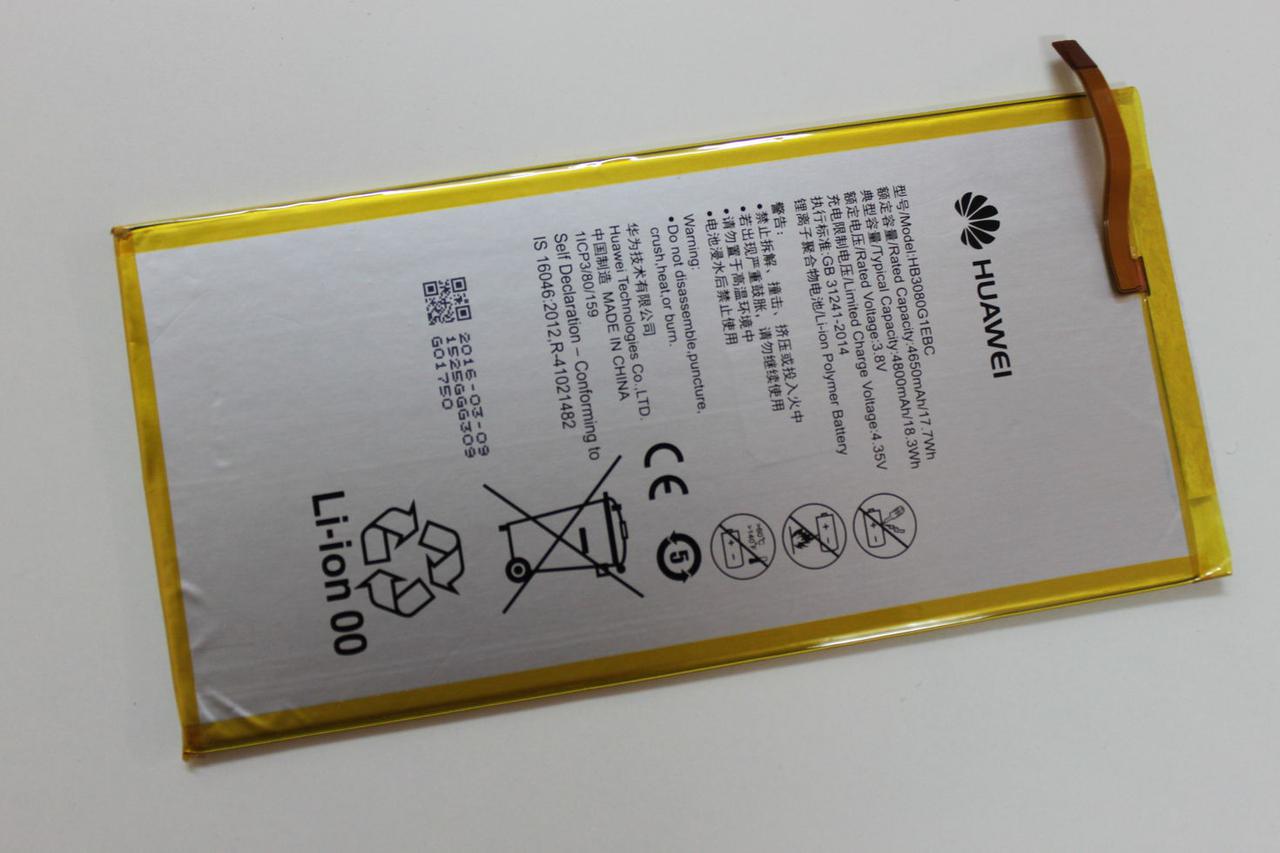 HUAWEI
型号/Model:HB3080G1EBC
额定容量/Rated Capacity:4650mAh/17.7Wh
典型容量/Typical Capacity:4800mAh/18.3Wh
额定电压/Rated Voltage:3.8V
充电限制电压/Limited Charge Voltage:4.35V
执行标准:GB 31241-2014
锂离子聚合物电池/Li-ion Polymer Battery
警告:
•禁止拆解、撞击、挤压或投入火中
•若出现严重鼓胀，请勿继续使用
•请勿置于高温环境中
•电池浸水后禁止使用
Warning:
•Do not disassemble,puncture,
crush,heat,or burn.
华为技术有限公司
Huawei Technologies Co.,LTD.
中国制造 MADE IN CHINA
1ICP3/80/159
Self Declaration – Conforming to
IS 16046:2012,R-41021482
2016-03-09
1525GGG309
G01750
>60℃
>140℉
CE
5
Li-ion 00